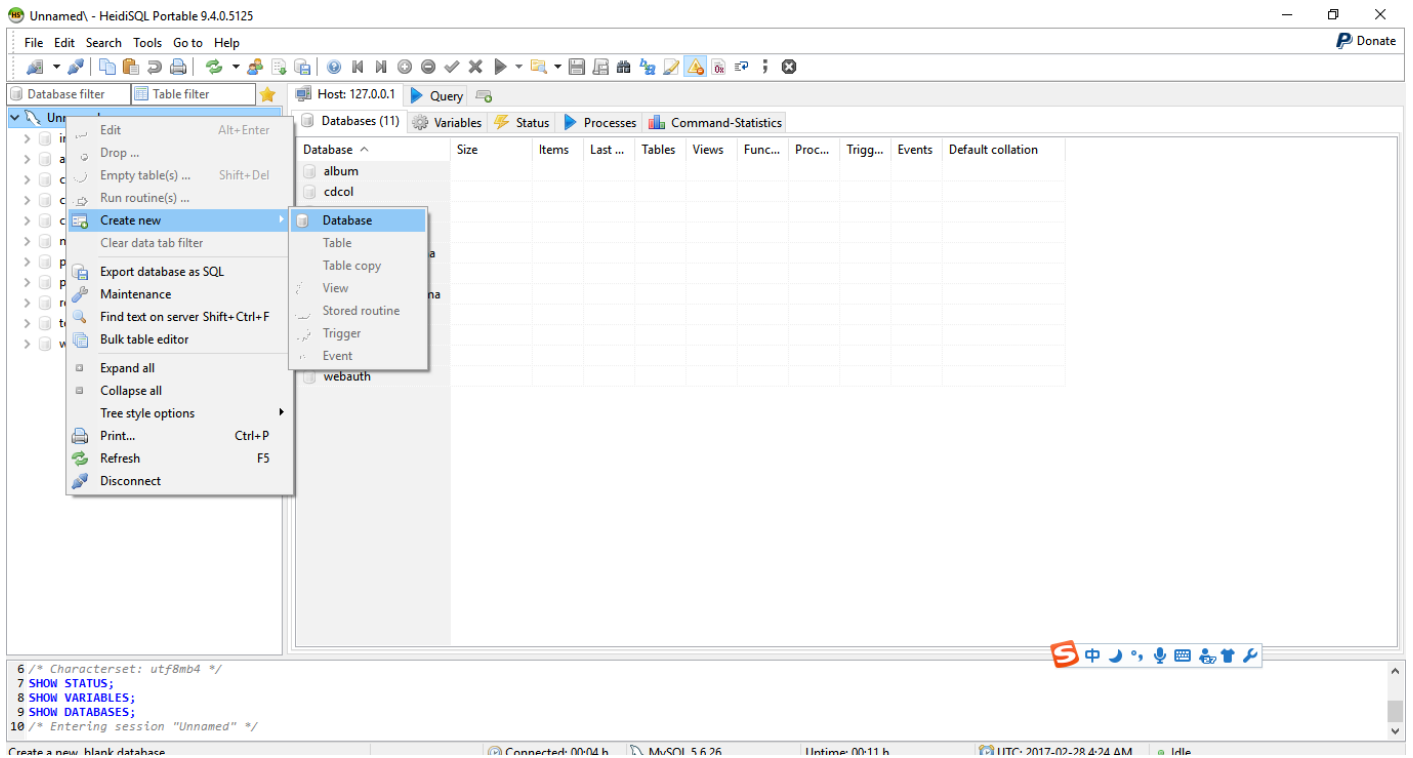 Unnamed\ - HeidiSQL Portable 9.4.0.5125
File Edit Search Tools Go to Help
Donate
Database filter Table filter
Host: 127.0.0.1 Query
Databases (11) Variables Status Processes Command-Statistics
Database Size Items Last ... Tables Views Func... Proc... Trigg... Events Default collation
album
cdcol
webauth
Edit Alt+Enter
Drop ...
Empty table(s) ... Shift+Del
Run routine(s) ...
Create new
Clear data tab filter
Export database as SQL
Maintenance
Find text on server Shift+Ctrl+F
Bulk table editor
Expand all
Collapse all
Tree style options
Print... Ctrl+P
Refresh F5
Disconnect
Database
Table
Table copy
View
Stored routine
Trigger
Event
中
6 /* Characterset: utf8mb4 */
7 SHOW STATUS;
8 SHOW VARIABLES;
9 SHOW DATABASES;
10 /* Entering session "Unnamed" */
Create a new, blank database Connected: 00:04 h MySQL 5.6.26 Uptime: 00:11 h UTC: 2017-02-28 4:24 AM Idle